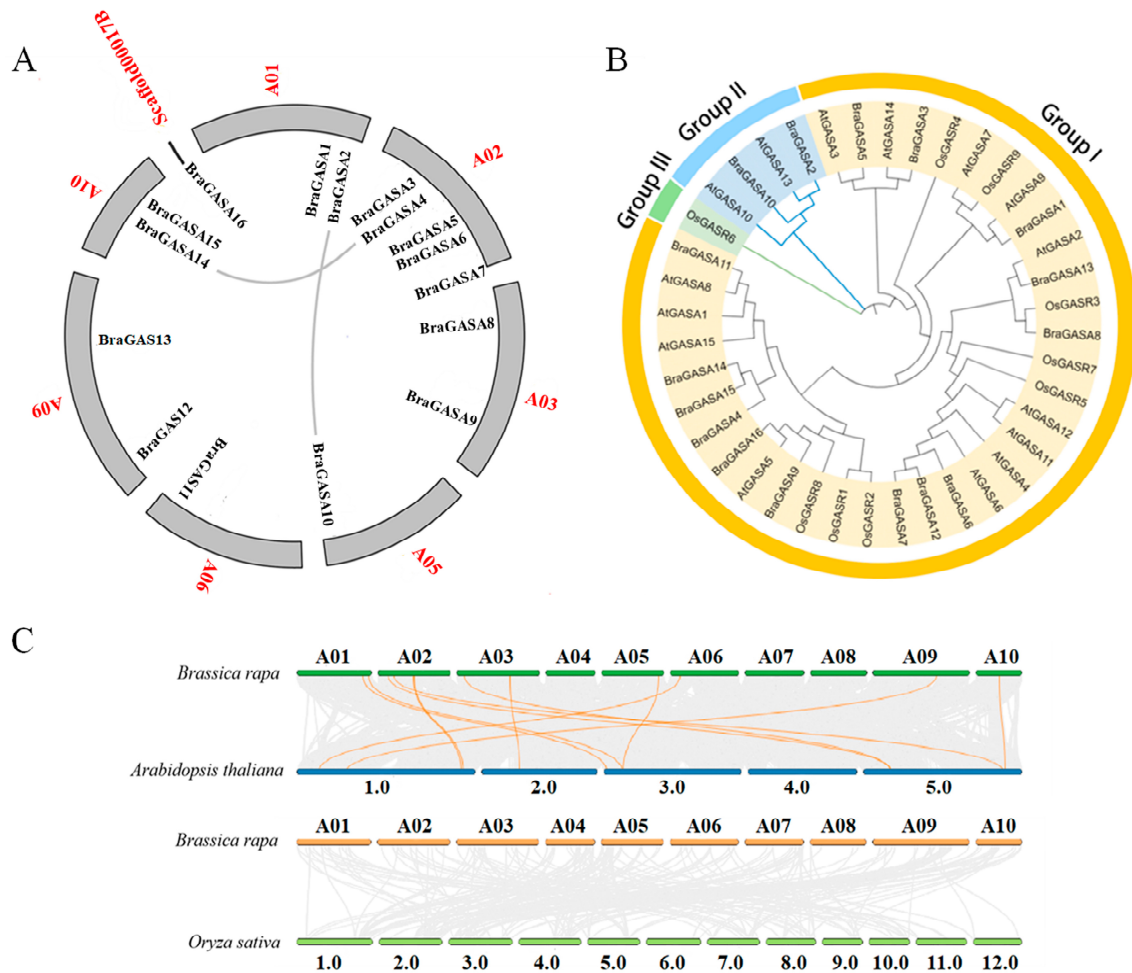 A
Scaffold000017B
A01
A02
A03
A05
A06
A09
A10
BraGASA1
BraGASA2
BraGASA3
BraGASA4
BraGASA5
BraGASA6
BraGASA7
BraGASA8
BraGASA9
BraGASA10
BraGAS11
BraGAS12
BraGAS13
BraGASA14
BraGASA15
BraGASA16
B
Group I
Group II
Group III
AtGASA3
BraGASA5
AtGASA14
BraGASA3
OsGASR4
AtGASA7
OsGASR9
AtGASA9
BraGASA1
AtGASA2
BraGASA13
OsGASR3
BraGASA8
OsGASR7
OsGASR5
AtGASA12
AtGASA11
AtGASA4
AtGASA6
BraGASA6
BraGASA12
BraGASA7
OsGASR2
OsGASR1
OsGASR8
BraGASA9
AtGASA5
BraGASA16
BraGASA4
BraGASA15
BraGASA14
AtGASA15
AtGASA1
AtGASA8
BraGASA11
OsGASR6
AtGASA10
BraGASA10
AtGASA13
BraGASA2
C
A01 A02 A03 A04 A05 A06 A07 A08 A09 A10
Brassica rapa
Arabidopsis thaliana
1.0 2.0 3.0 4.0 5.0
A01 A02 A03 A04 A05 A06 A07 A08 A09 A10
Brassica rapa
Oryza sativa
1.0 2.0 3.0 4.0 5.0 6.0 7.0 8.0 9.0 10.0 11.0 12.0